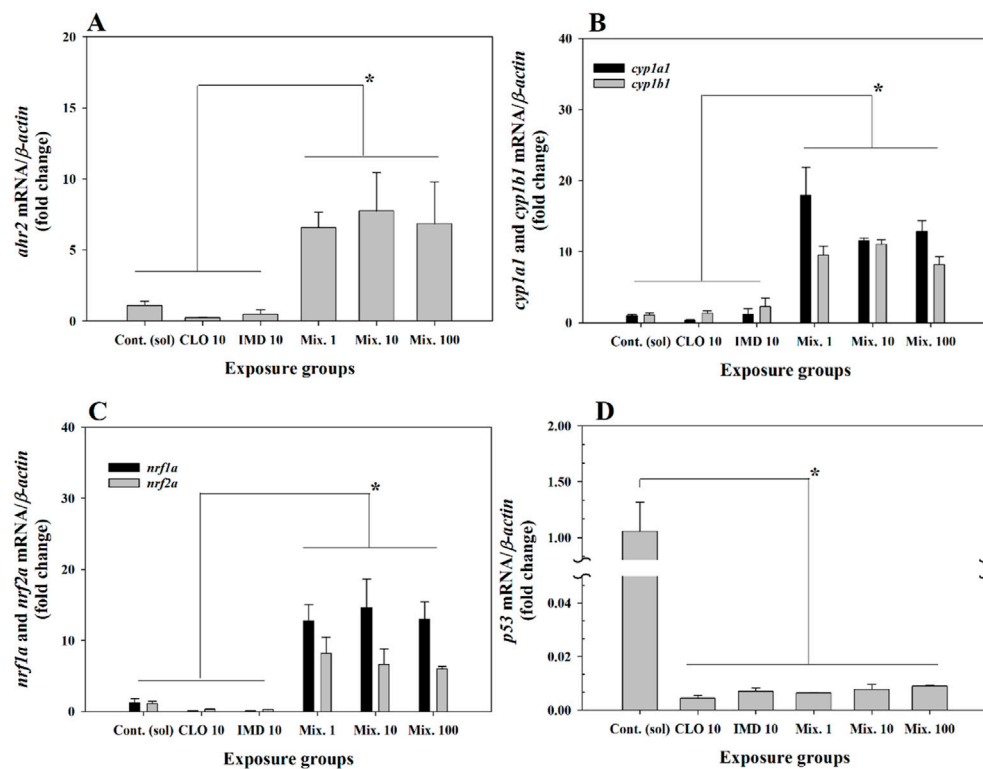 A
ahr2 mRNA/β-actin
(fold change)
20
15
10
5
0
*
Cont. (sol) CLO 10 IMD 10 Mix. 1 Mix. 10 Mix. 100
Exposure groups
B
cyp1a1 and cyp1b1 mRNA/β-actin
(fold change)
40
30
20
10
0
cyp1a1
cyp1b1
*
Cont. (sol) CLO 10 IMD 10 Mix. 1 Mix. 10 Mix. 100
Exposure groups
C
nrf1a and nrf2a mRNA/β-actin
(fold change)
40
30
20
10
0
nrf1a
nrf2a
*
Cont. (sol) CLO 10 IMD 10 Mix. 1 Mix. 10 Mix. 100
Exposure groups
D
p53 mRNA/β-actin
(fold change)
2.00
1.50
1.00
0.04
0.02
0.00
*
Cont. (sol) CLO 10 IMD 10 Mix. 1 Mix. 10 Mix. 100
Exposure groups